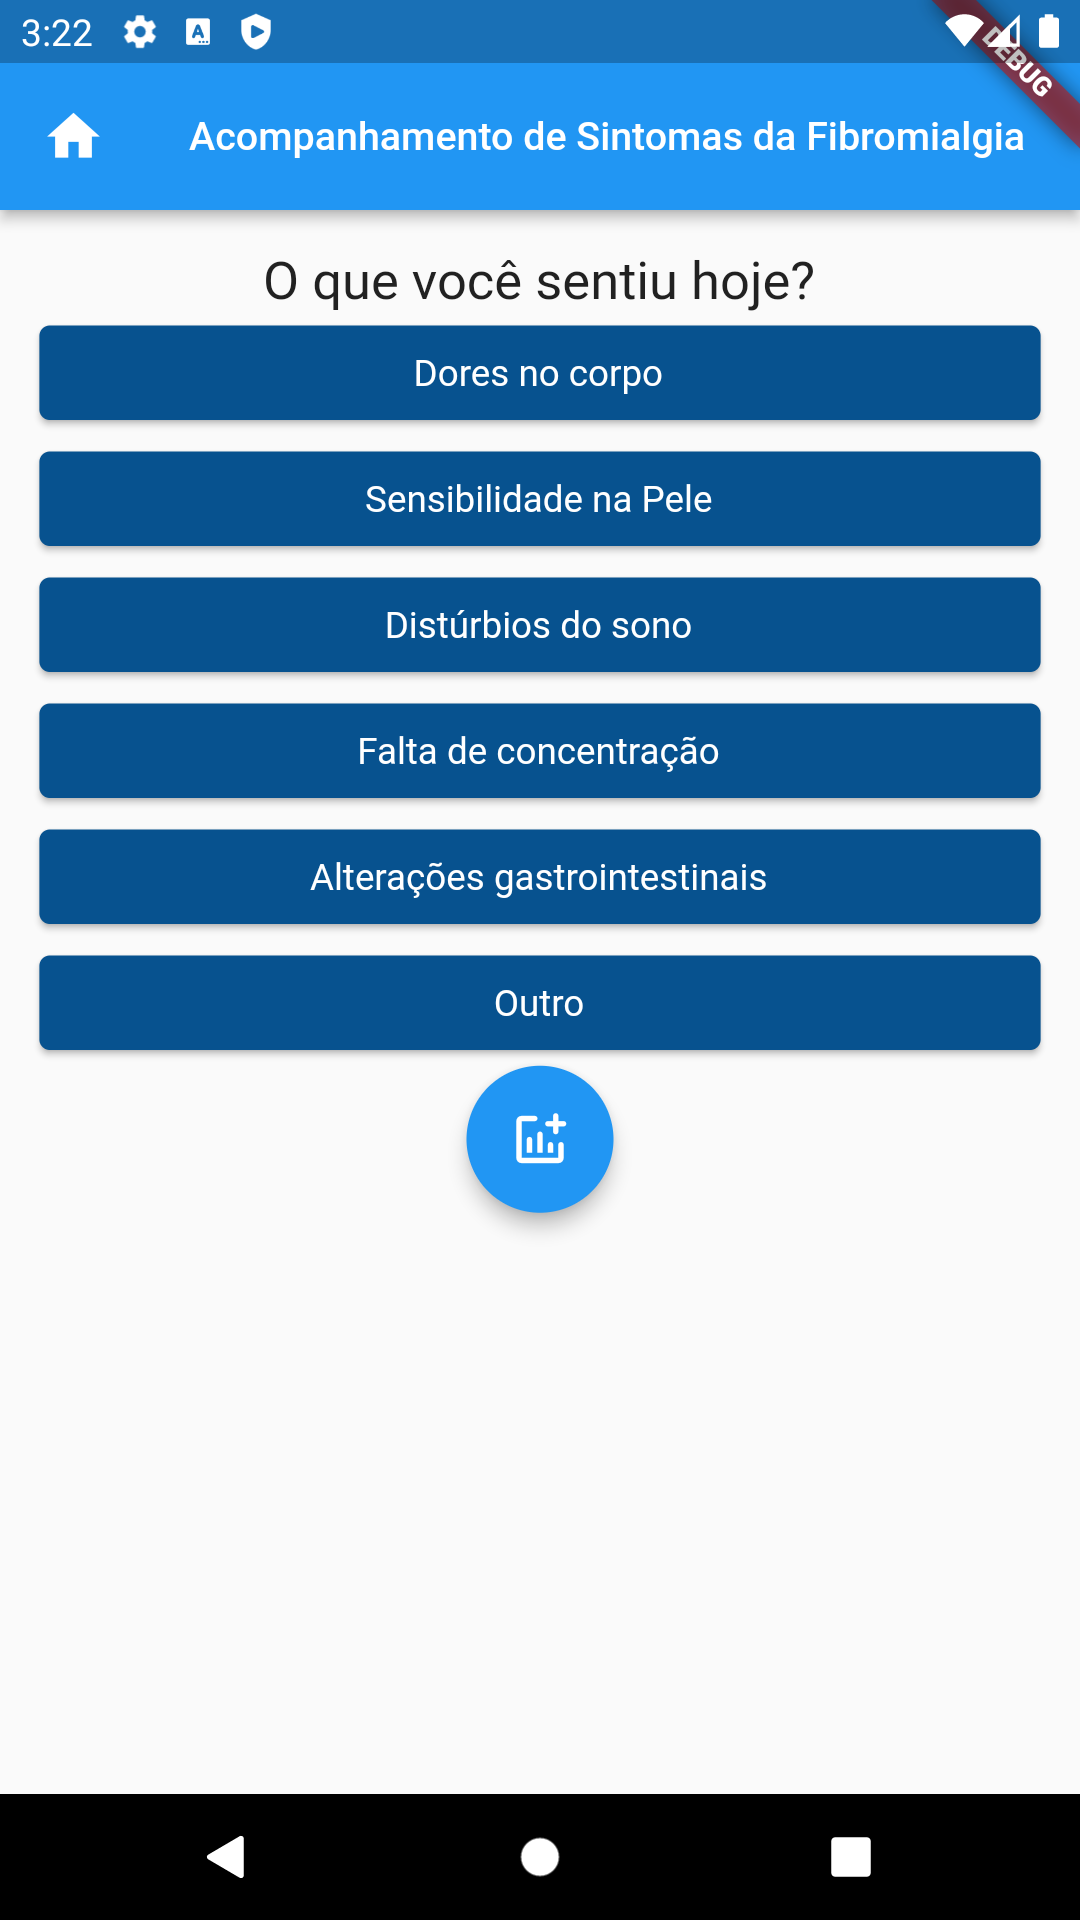 3:22
DEBUG
Acompanhamento de Sintomas da Fibromialgia
O que você sentiu hoje?
Dores no corpo
Sensibilidade na Pele
Distúrbios do sono
Falta de concentração
Alterações gastrointestinais
Outro